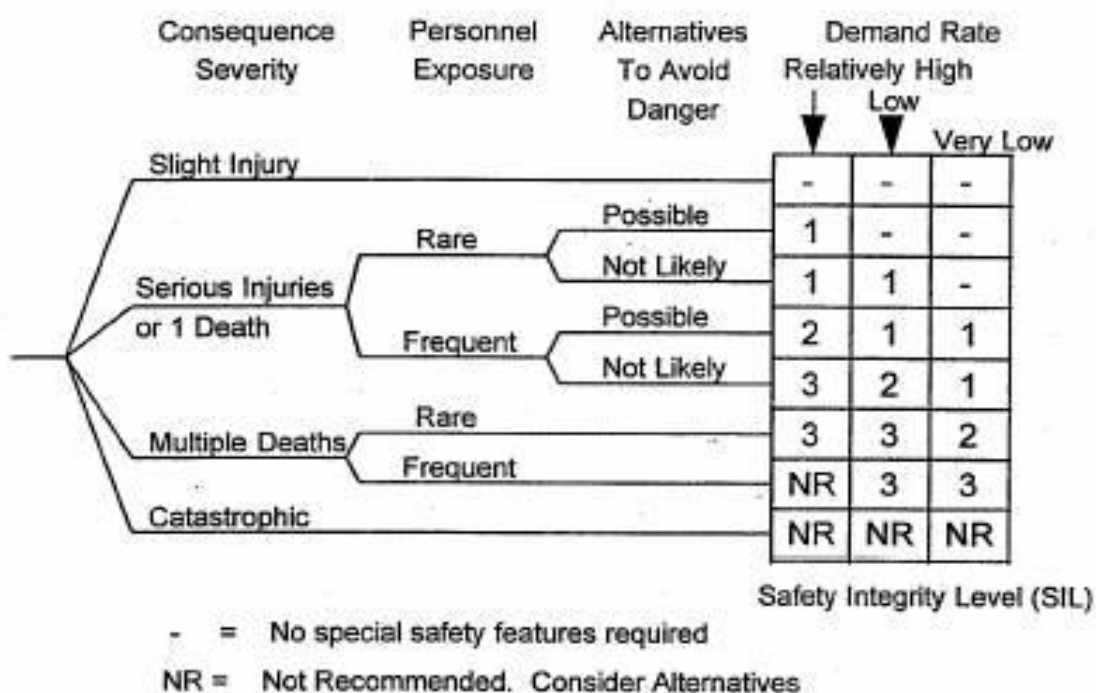 Consequence Personnel Alternatives Demand Rate
Severity Exposure To Avoid Relatively High
Danger Low
Very Low
Slight Injury
- - -
Possible
1 - -
Rare
Not Likely
1 1 -
Serious Injuries
or 1 Death
Possible
2 1 1
Frequent
Not Likely
3 2 1
Rare
3 3 2
Multiple Deaths
Frequent
NR 3 3
Catastrophic
NR NR NR
Safety Integrity Level (SIL)
- = No special safety features required
NR = Not Recommended. Consider Alternatives